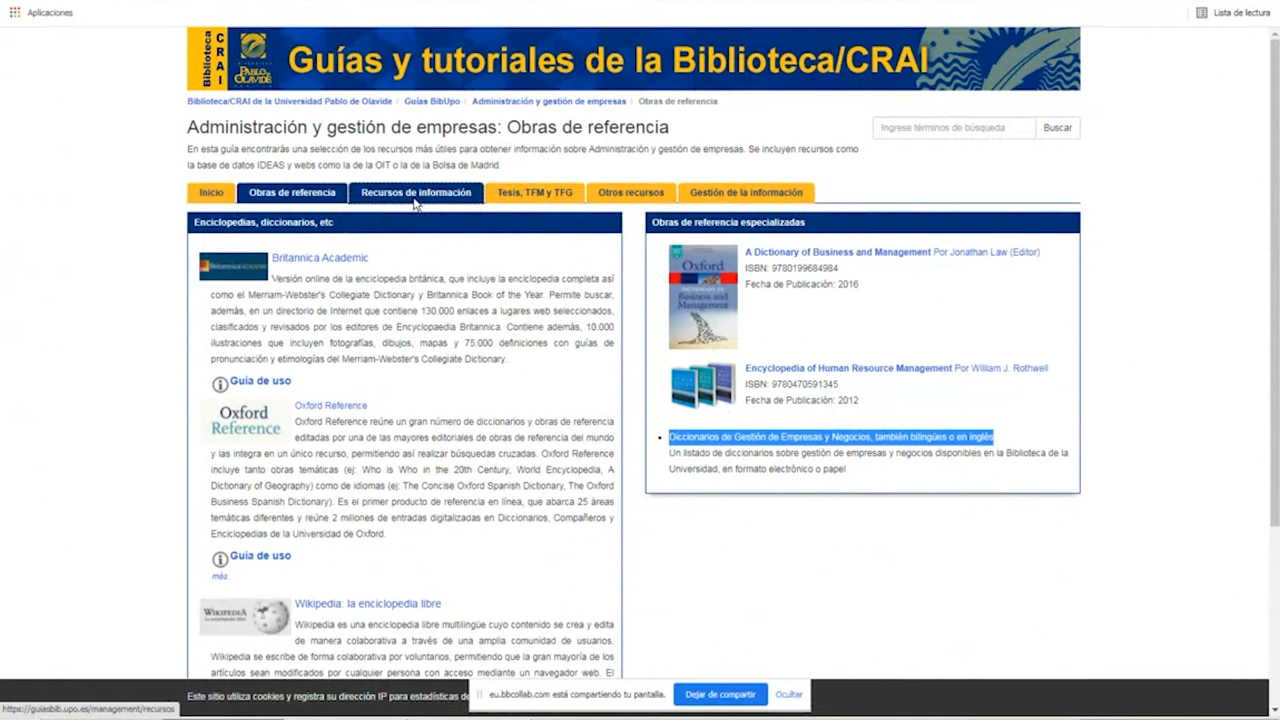 Aplicaciones
Lista de lectura
Biblioteca
CRAI
UNIVERSIDAD
PABLO DE
OLAVIDE
Guías y tutoriales de la Biblioteca/CRAI
Biblioteca/CRAI de la Universidad Pablo de Olavide / Guías BibUpo / Administración y gestión de empresas / Obras de referencia
Administración y gestión de empresas: Obras de referencia
Ingrese términos de búsqueda
Buscar
En esta guía encontrarás una selección de los recursos más útiles para obtener información sobre Administración y gestión de empresas. Se incluyen recursos como
la base de datos IDEAS y webs como la de la OIT o la de la Bolsa de Madrid.
Inicio
Obras de referencia
Recursos de información
Tesis, TFM y TFG
Otros recursos
Gestión de la información
Enciclopedias, diccionarios, etc
Britannica Academic
Britannica Academic
Versión online de la enciclopedia británica, que incluye la enciclopedia completa así
como el Merriam-Webster's Collegiate Dictionary y Britannica Book of the Year. Permite buscar,
además, en un directorio de Internet que contiene 130.000 enlaces a lugares web seleccionados,
clasificados y revisados por los editores de Encyclopaedia Britannica. Contiene además, 10.000
ilustraciones que incluyen fotografías, dibujos, mapas y 75.000 definiciones con guías de
pronunciación y etimologías del Merriam-Webster's Collegiate Dictionary.
Guía de uso
Oxford
Reference
Oxford Reference
Oxford Reference reúne un gran número de diccionarios y obras de referencia
editadas por una de las mayores editoriales de obras de referencia del mundo
y las integra en un único recurso, permitiendo así realizar búsquedas cruzadas. Oxford Reference
incluye tanto obras temáticas (ej: Who is Who in the 20th Century, World Encyclopedia, A
Dictionary of Geography) como de idiomas (ej: The Concise Oxford Spanish Dictionary, The Oxford
Business Spanish Dictionary). Es el primer producto de referencia en línea, que abarca 25 áreas
temáticas diferentes y reúne 2 millones de entradas digitalizadas en Diccionarios, Compañeros y
Enciclopedias de la Universidad de Oxford.
Guía de uso
más...
WIKIPEDIA
Wikipedia: la enciclopedia libre
Wikipedia es una enciclopedia libre multilingüe cuyo contenido se crea y edita
de manera colaborativa a través de una amplia comunidad de usuarios.
Wikipedia se escribe de forma colaborativa por voluntarios, permitiendo que la gran mayoría de los
artículos sean modificados por cualquier persona con acceso mediante un navegador web. El
Obras de referencia especializadas
Oxford
DICTIONARY OF
Business and
Management
A Dictionary of Business and Management Por Jonathan Law (Editor)
ISBN: 9780199684984
Fecha de Publicación: 2016
Encyclopedia of Human Resource Management Por William J. Rothwell
ISBN: 9780470591345
Fecha de Publicación: 2012
Diccionarios de Gestión de Empresas y Negocios, también bilingües o en inglés
Un listado de diccionarios sobre gestión de empresas y negocios disponibles en la Biblioteca de la
Universidad, en formato electrónico o papel
Este sitio utiliza cookies y registra su dirección IP para estadísticas de
eu.bbcollab.com está compartiendo tu pantalla.
Dejar de compartir
Ocultar
https://guiasbib.upo.es/management/recursos